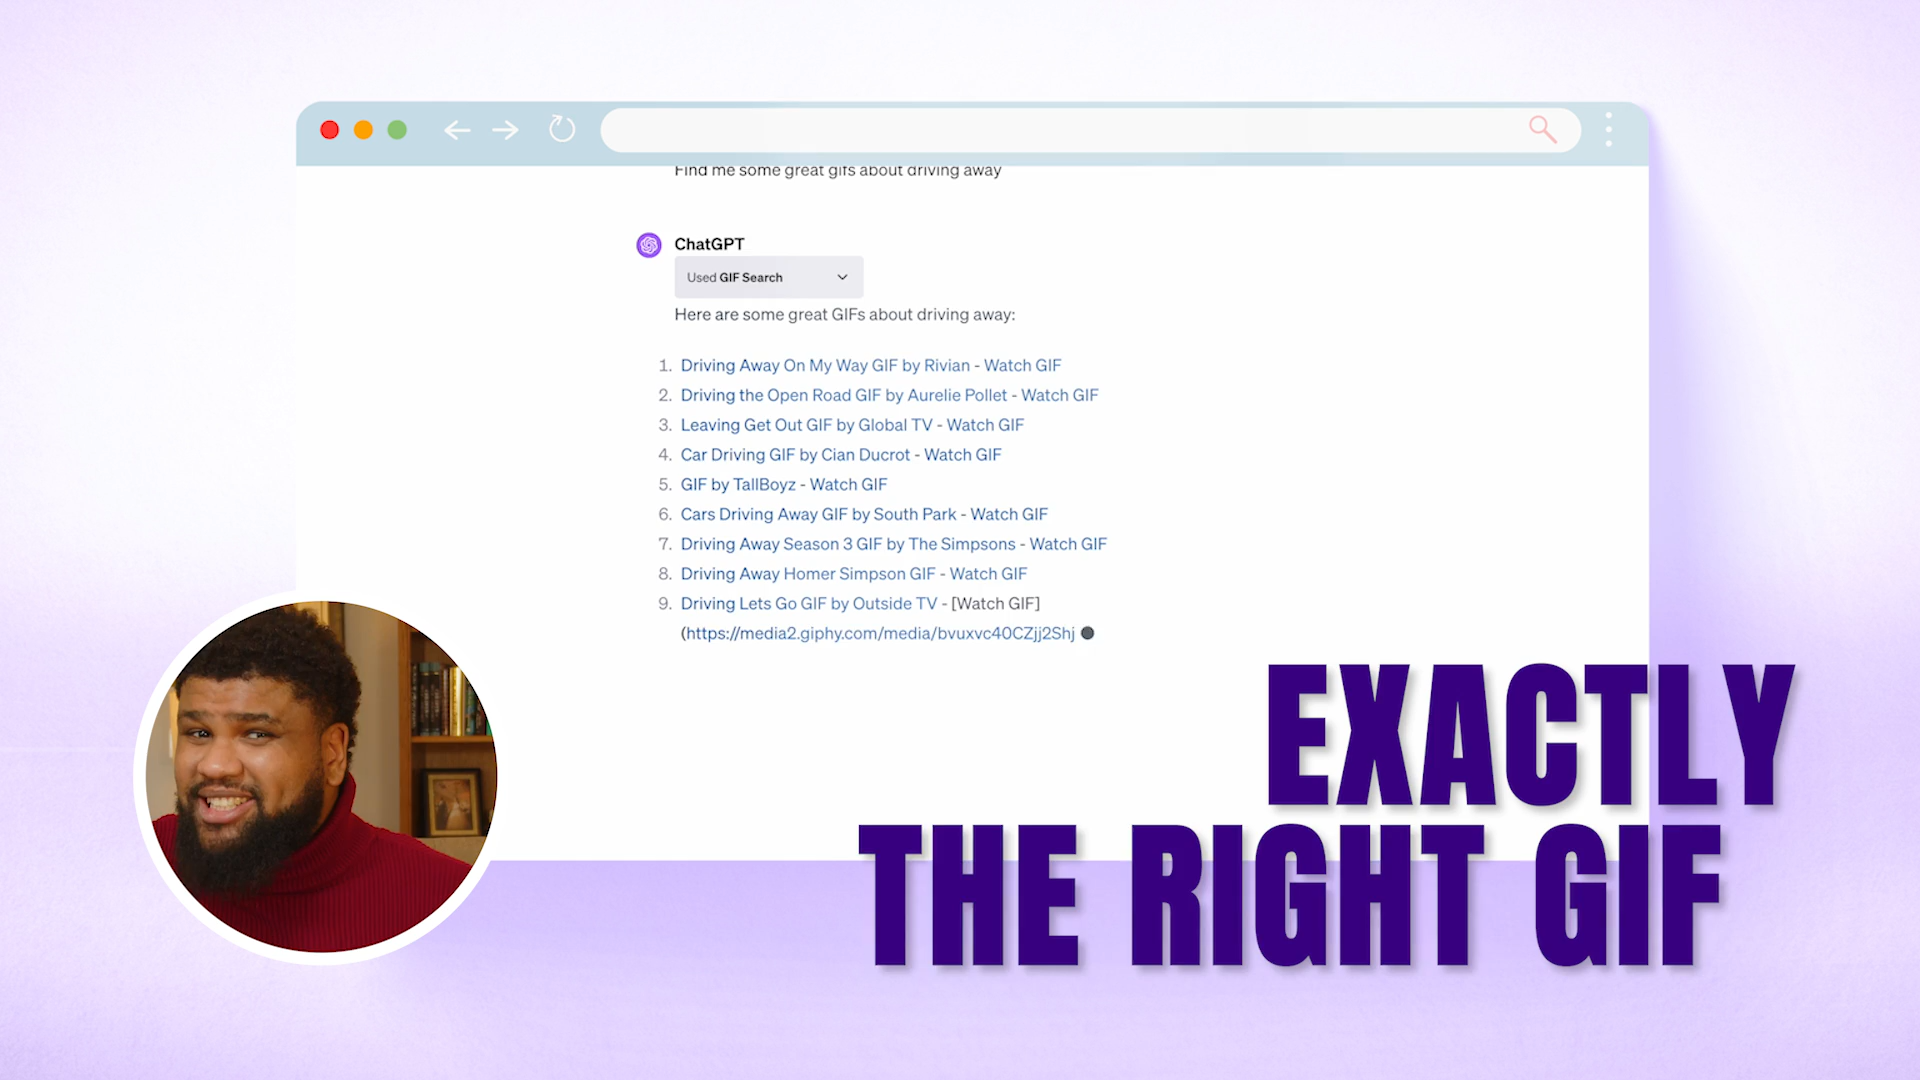 Find me some great gifs about driving away
ChatGPT
Used GIF Search
Here are some great GIFs about driving away:
1. Driving Away On My Way GIF by Rivian - Watch GIF
2. Driving the Open Road GIF by Aurelie Pollet - Watch GIF
3. Leaving Get Out GIF by Global TV - Watch GIF
4. Car Driving GIF by Cian Ducrot - Watch GIF
5. GIF by TallBoyz - Watch GIF
6. Cars Driving Away GIF by South Park - Watch GIF
7. Driving Away Season 3 GIF by The Simpsons - Watch GIF
8. Driving Away Homer Simpson GIF - Watch GIF
9. Driving Lets Go GIF by Outside TV - [Watch GIF]
(https://media2.giphy.com/media/bvuxvc40CZjj2Shj
EXACTLY
THE RIGHT GIF